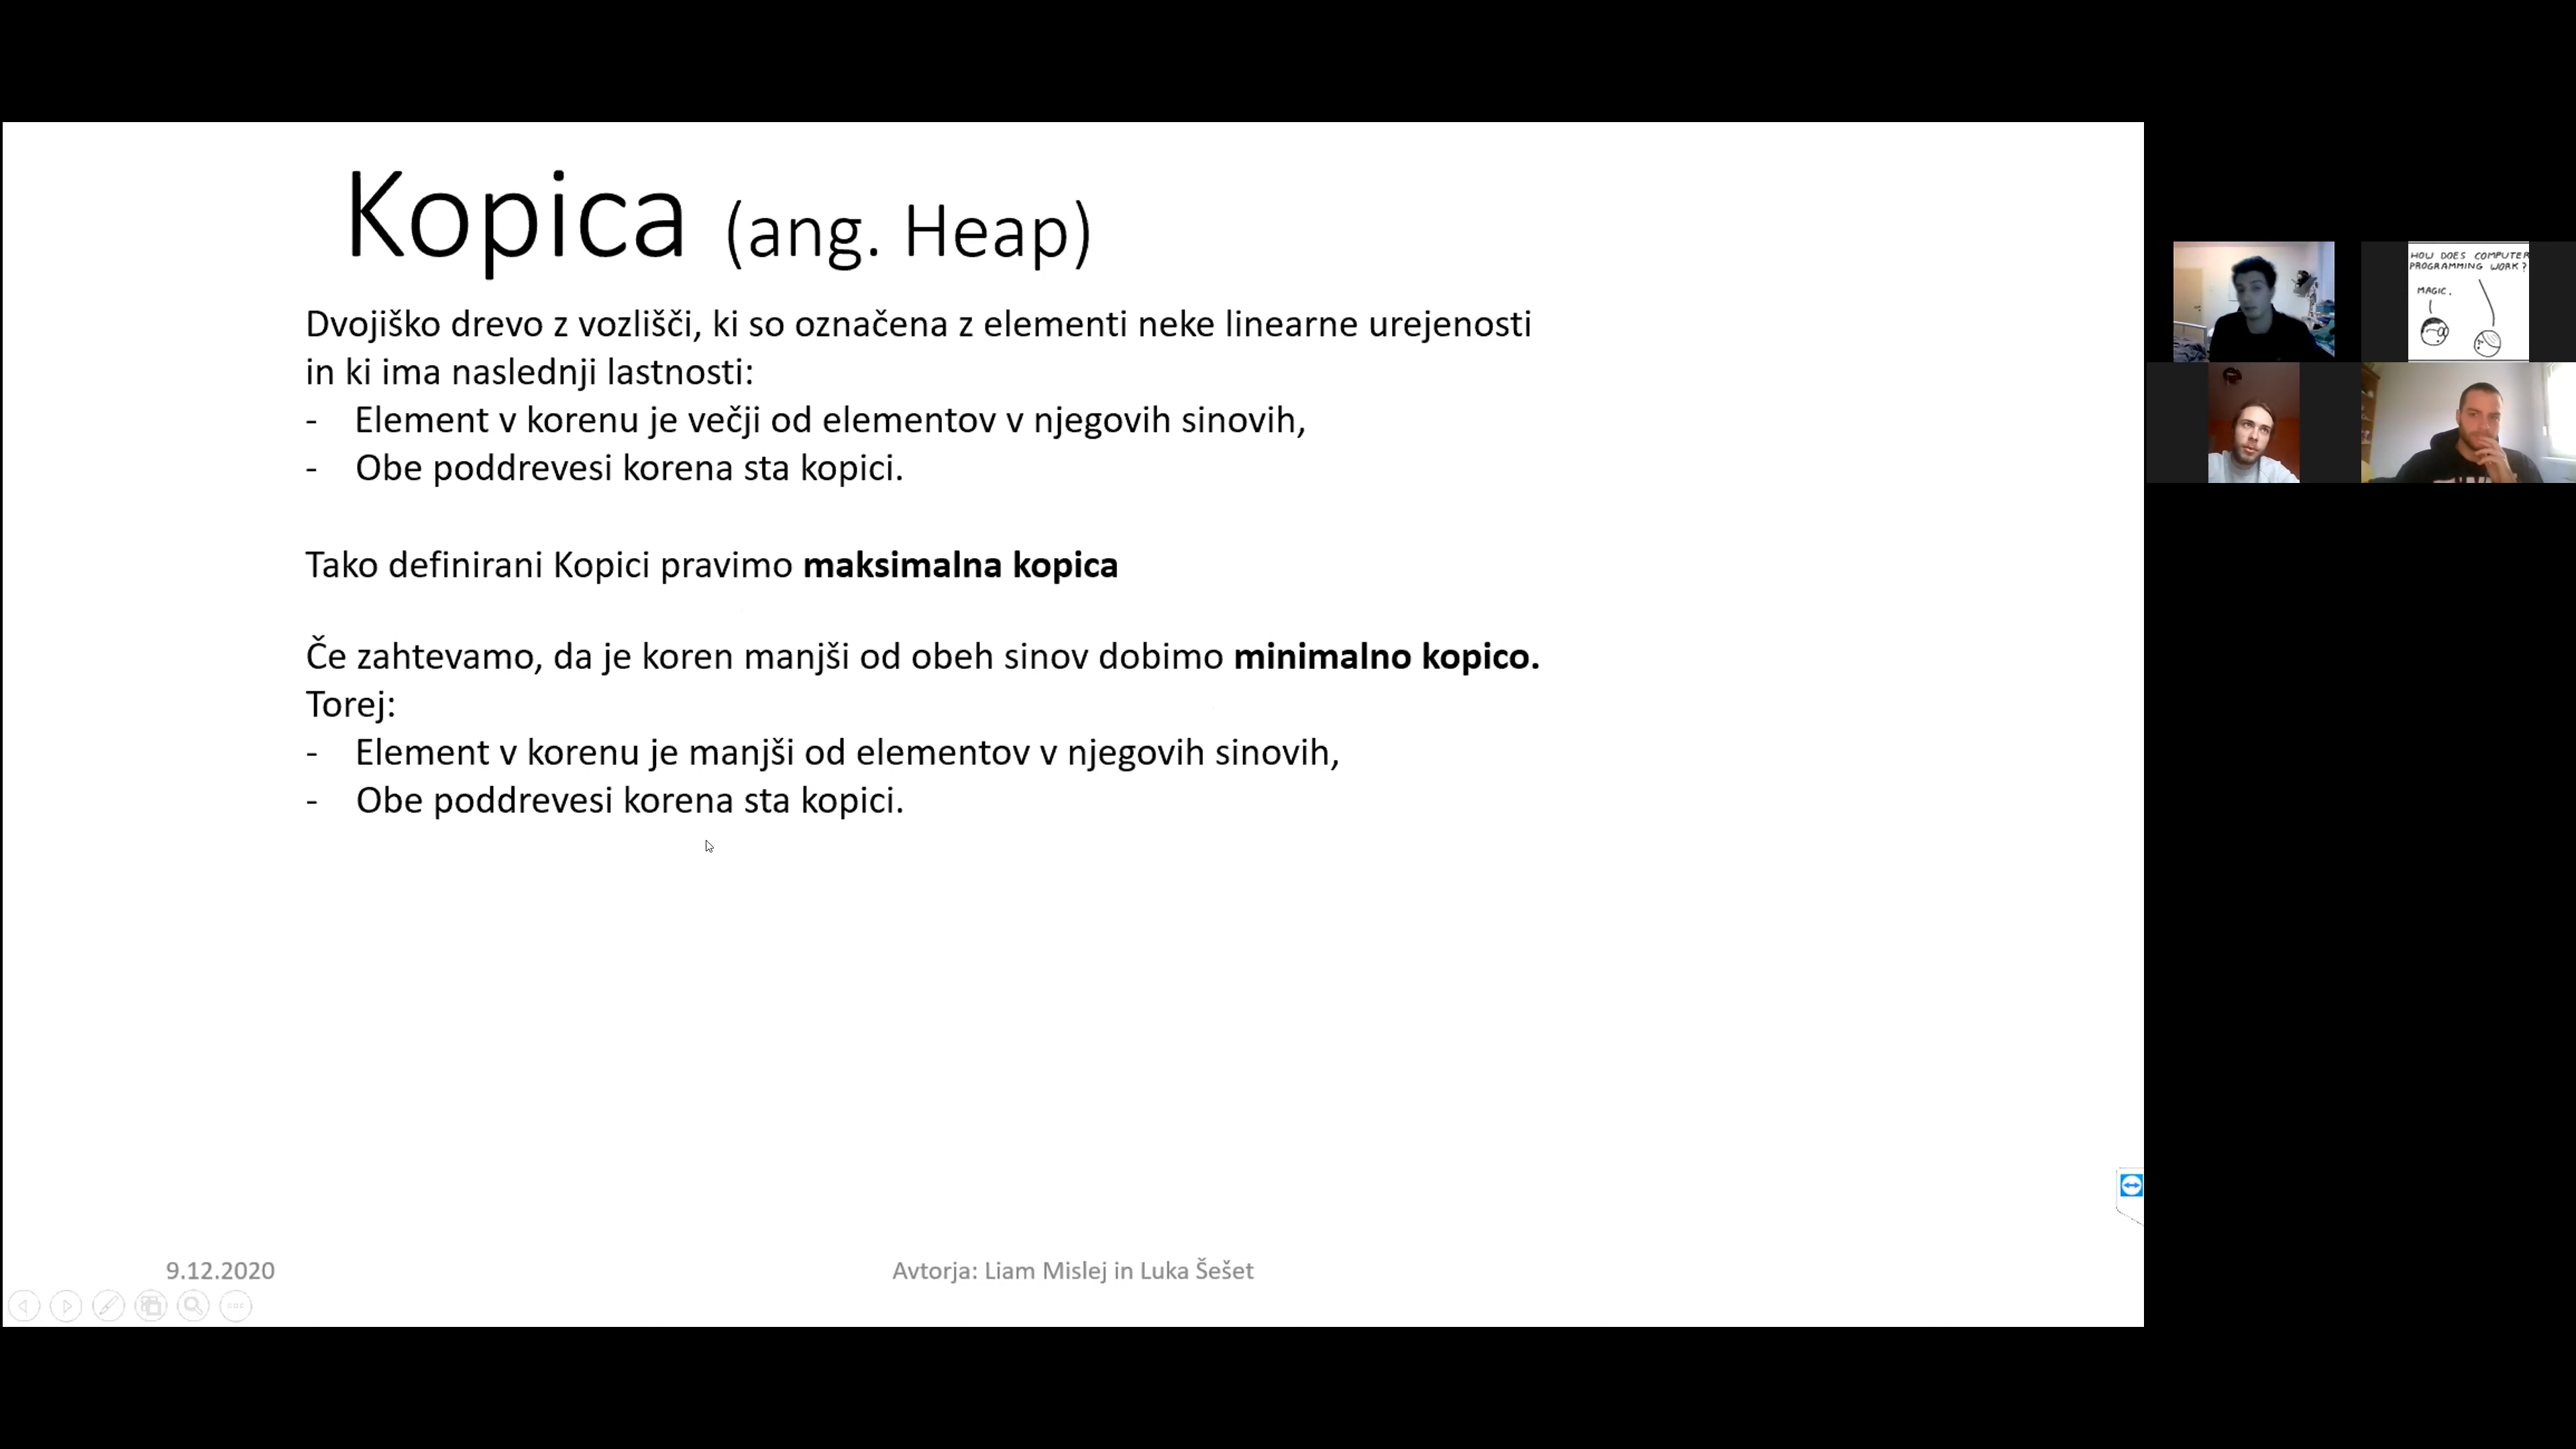 Kopica (ang. Heap)
Dvojiško drevo z vozlišči, ki so označena z elementi neke linearne urejenosti
in ki ima naslednji lastnosti:
- Element v korenu je večji od elementov v njegovih sinovih,
- Obe poddrevesi korena sta kopici.
Tako definirani Kopici pravimo maksimalna kopica
Če zahtevamo, da je koren manjši od obeh sinov dobimo minimalno kopico.
Torej:
- Element v korenu je manjši od elementov v njegovih sinovih,
- Obe poddrevesi korena sta kopici.
9.12.2020
Avtorja: Liam Mislej in Luka Šešet
HOW DOES COMPUTER
PROGRAMMING WORK?
MAGIC.